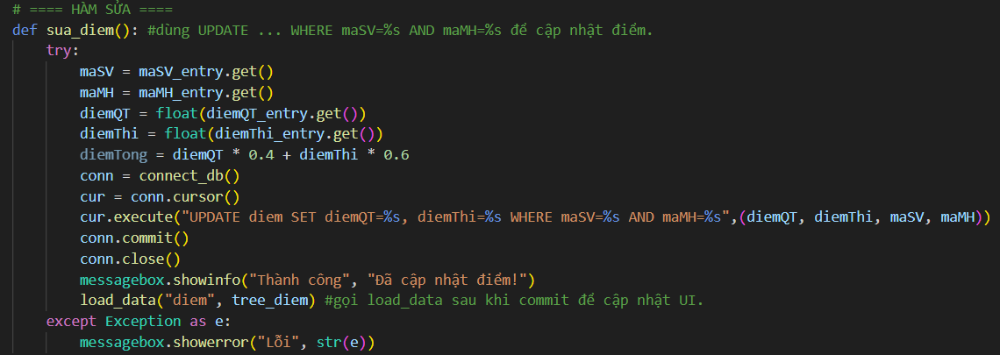 # ==== HÀM SỬA ====
def sua_diem(): #dùng UPDATE ... WHERE maSV=%s AND maMH=%s để cập nhật điểm.
    try:
        maSV = maSV_entry.get()
        maMH = maMH_entry.get()
        diemQT = float(diemQT_entry.get())
        diemThi = float(diemThi_entry.get())
        diemTong = diemQT * 0.4 + diemThi * 0.6
        conn = connect_db()
        cur = conn.cursor()
        cur.execute("UPDATE diem SET diemQT=%s, diemThi=%s WHERE maSV=%s AND maMH=%s",(diemQT, diemThi, maSV, maMH))
        conn.commit()
        conn.close()
        messagebox.showinfo("Thành công", "Đã cập nhật điểm!")
        load_data("diem", tree_diem) #gọi load_data sau khi commit để cập nhật UI.
    except Exception as e:
        messagebox.showerror("Lỗi", str(e))